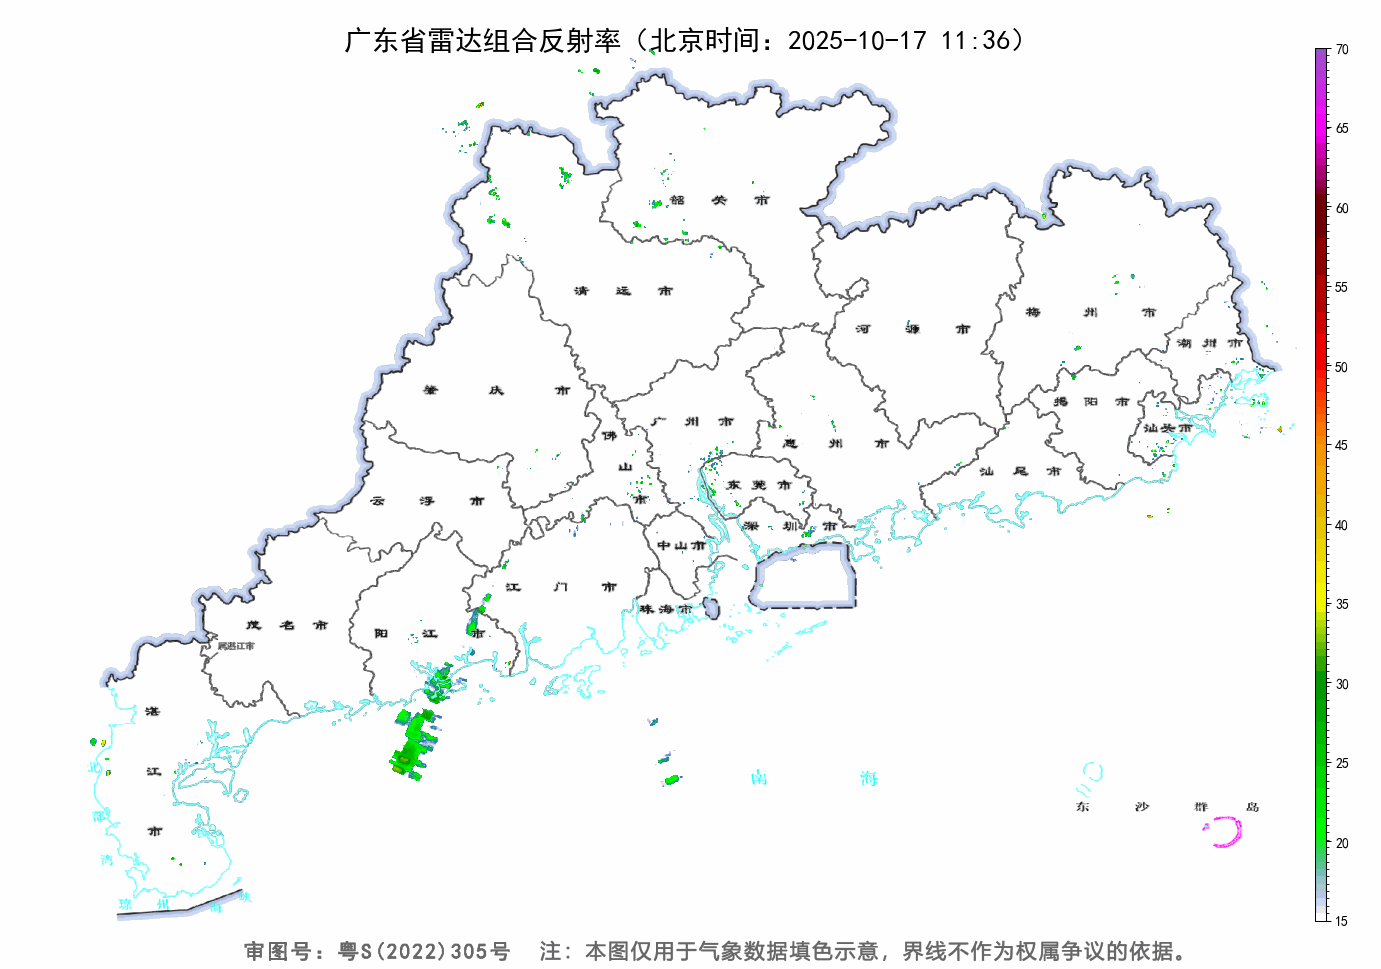 广东省雷达组合反射率（北京时间：2025-10-17 11:36）
70
65
60
55
50
45
40
35
30
25
20
15
韶关市
清远市
河源市
梅州市
潮州市
肇庆市
广州市
佛山市
惠州市
揭阳市
汕头市
汕尾市
云浮市
东莞市
深圳市
中山市
江门市
珠海市
茂名市
阳江市
属湛江市
湛江市
北部湾
琼州海峡
南海
东沙群岛
审图号：粤S(2022)305号 注：本图仅用于气象数据填色示意，界线不作为权属争议的依据。